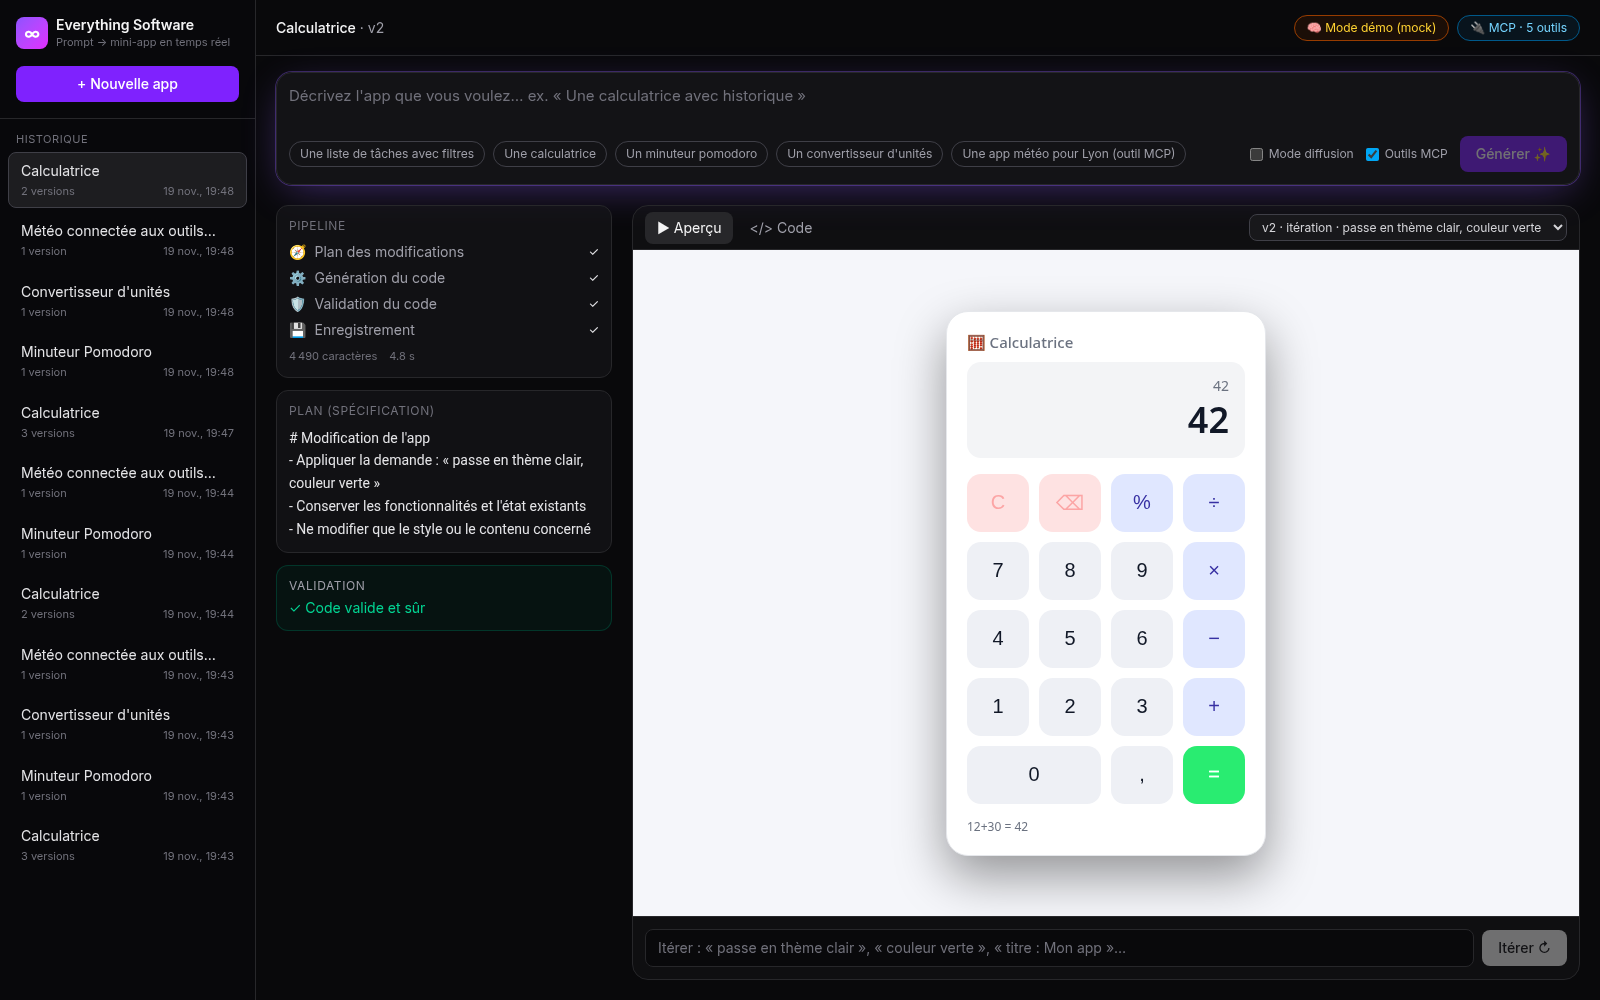 Everything Software
Prompt → mini-app en temps réel
+ Nouvelle app
HISTORIQUE
Calculatrice
2 versions 19 nov., 19:48
Météo connectée aux outils...
1 version 19 nov., 19:48
Convertisseur d'unités
1 version 19 nov., 19:48
Minuteur Pomodoro
1 version 19 nov., 19:48
Calculatrice
3 versions 19 nov., 19:47
Météo connectée aux outils...
1 version 19 nov., 19:44
Minuteur Pomodoro
1 version 19 nov., 19:44
Calculatrice
2 versions 19 nov., 19:44
Météo connectée aux outils...
1 version 19 nov., 19:43
Convertisseur d'unités
1 version 19 nov., 19:43
Minuteur Pomodoro
1 version 19 nov., 19:43
Calculatrice
3 versions 19 nov., 19:43
Calculatrice · v2
🧠 Mode démo (mock)
🔌 MCP · 5 outils
Décrivez l'app que vous voulez… ex. « Une calculatrice avec historique »
Une liste de tâches avec filtres
Une calculatrice
Un minuteur pomodoro
Un convertisseur d'unités
Une app météo pour Lyon (outil MCP)
Mode diffusion
Outils MCP
Générer ✨
PIPELINE
🧭 Plan des modifications ✓
⚙️ Génération du code ✓
🛡️ Validation du code ✓
💾 Enregistrement ✓
4 490 caractères 4.8 s
PLAN (SPÉCIFICATION)
# Modification de l'app
- Appliquer la demande : « passe en thème clair,
couleur verte »
- Conserver les fonctionnalités et l'état existants
- Ne modifier que le style ou le contenu concerné
VALIDATION
✓ Code valide et sûr
▶ Aperçu
</> Code
v2 · itération · passe en thème clair, couleur verte
🧮 Calculatrice
42
42
C ⌫ % ÷
7 8 9 ×
4 5 6 −
1 2 3 +
0 , =
12+30 = 42
Itérer : « passe en thème clair », « couleur verte », « titre : Mon app »…
Itérer ↻